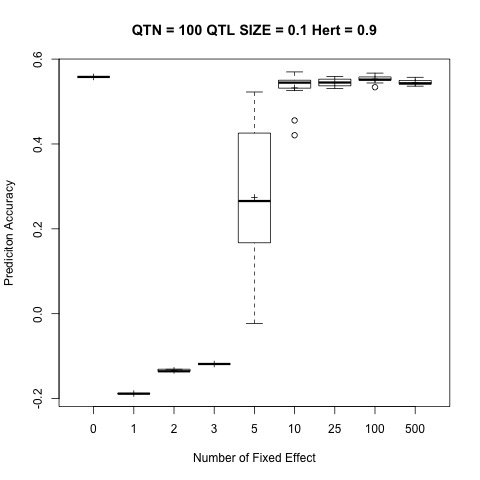 QTN = 100 QTL SIZE = 0.1 Hert = 0.9
Prediciton Accuracy
0.6
0.4
0.2
0.0
-0.2
0 1 2 3 5 10 25 100 500
Number of Fixed Effect